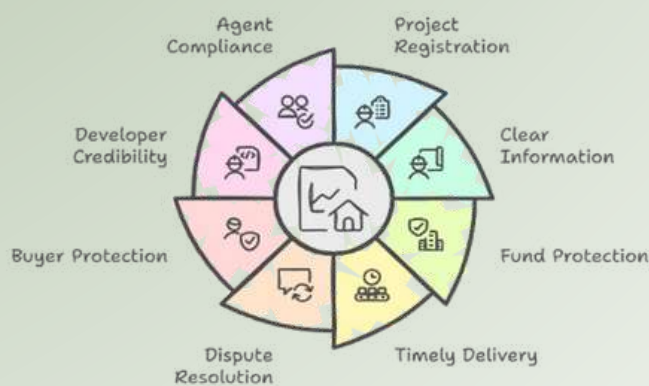 Agent
Compliance
Project
Registration
Developer
Credibility
Clear
Information
Buyer Protection
Fund Protection
Dispute
Resolution
Timely Delivery